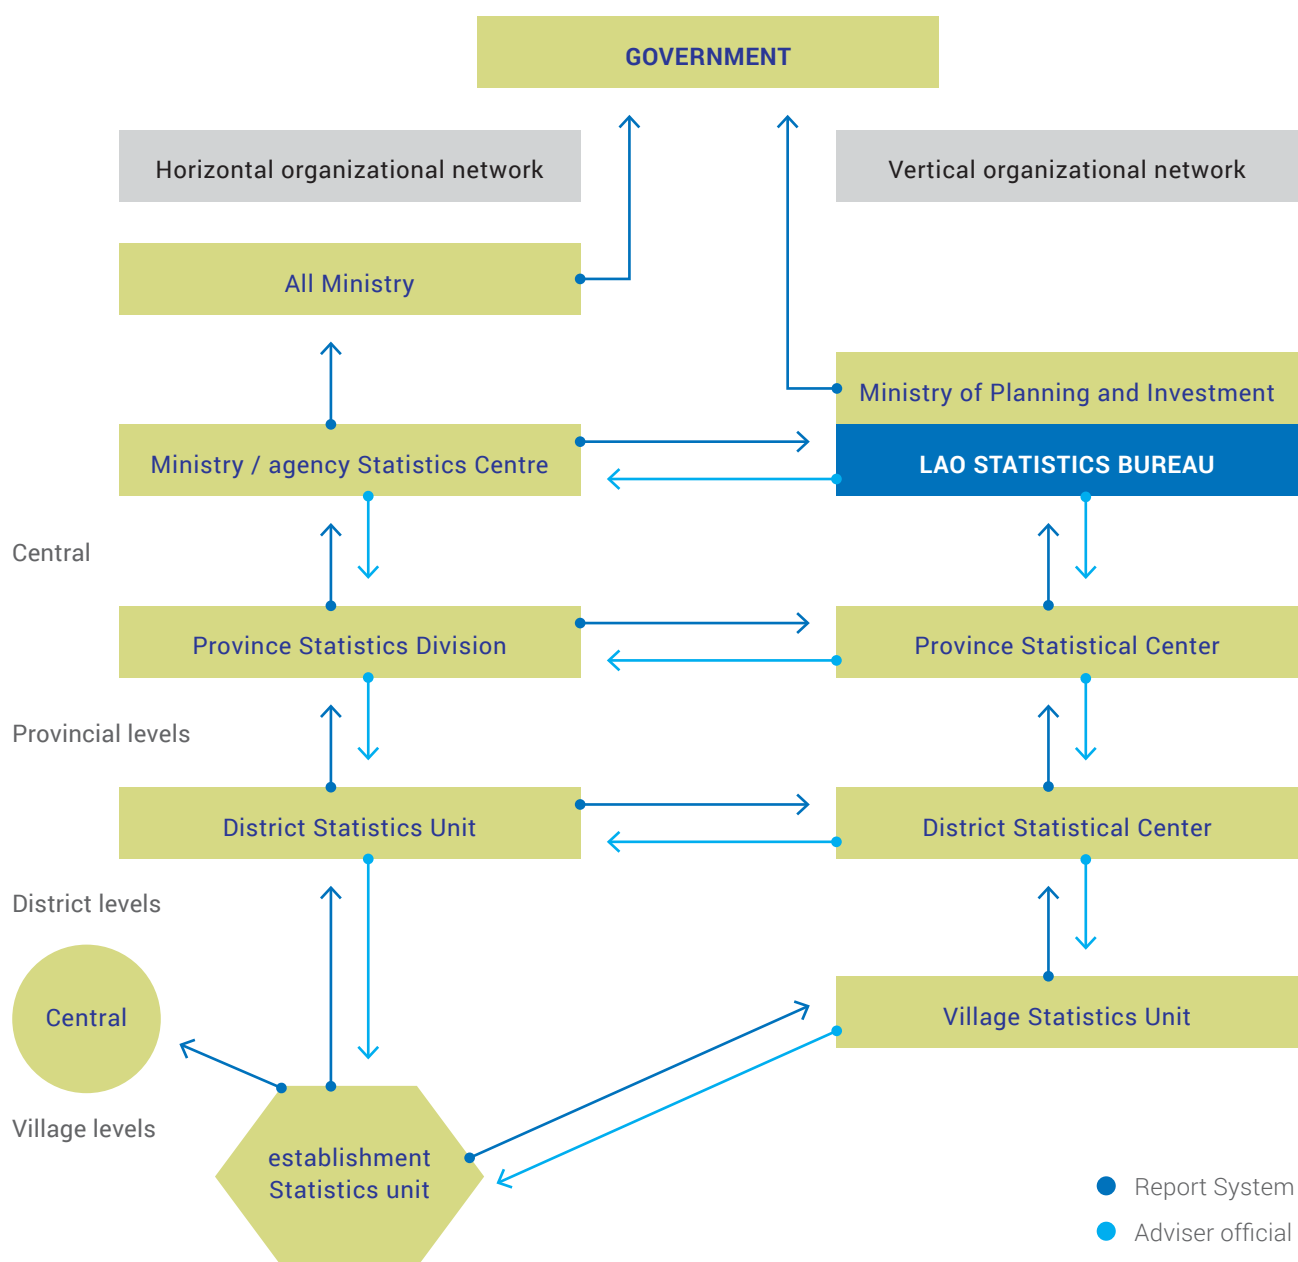 GOVERNMENT
Horizontal organizational network
Vertical organizational network
All Ministry
Ministry of Planning and Investment
Ministry / agency Statistics Centre
LAO STATISTICS BUREAU
Central
Province Statistics Division
Province Statistical Center
Provincial levels
District Statistics Unit
District Statistical Center
District levels
Central
Village Statistics Unit
Village levels
establishment
Statistics unit
Report System
Adviser official